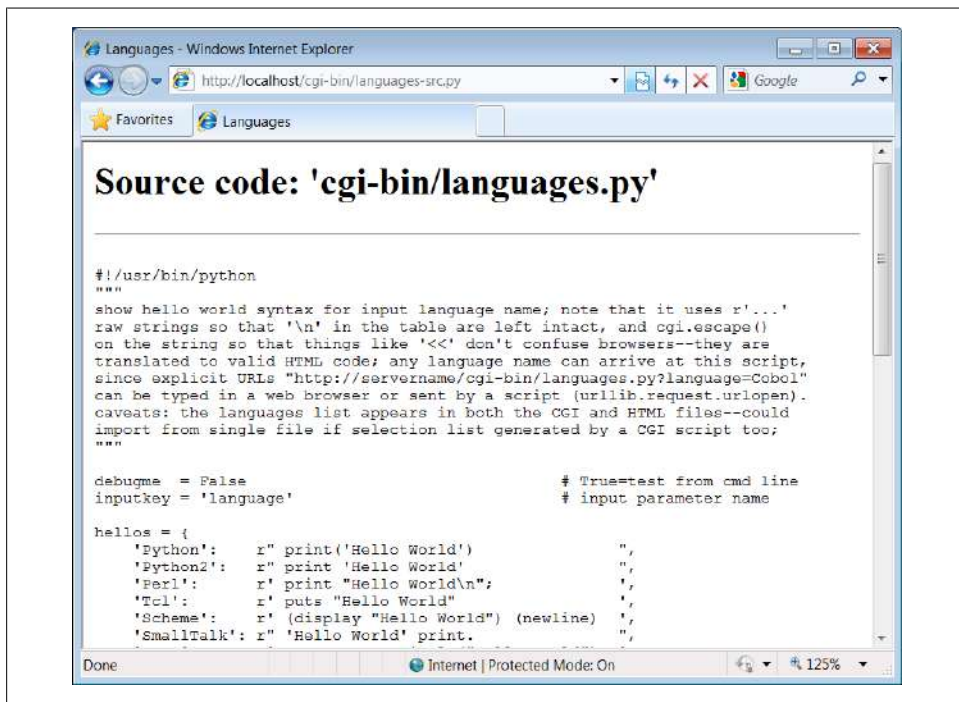 Languages - Windows Internet Explorer
http://localhost/cgi-bin/languages-src.py
Google
Favorites
Languages
Source code: 'cgi-bin/languages.py'
#!/usr/bin/python
"""
show hello world syntax for input language name; note that it uses r'...'
raw strings so that '\n' in the table are left intact, and cgi.escape()
on the string so that things like '<<' don't confuse browsers--they are
translated to valid HTML code; any language name can arrive at this script,
since explicit URLs "http://servername/cgi-bin/languages.py?language=Cobol"
can be typed in a web browser or sent by a script (urllib.request.urlopen).
caveats: the languages list appears in both the CGI and HTML files--could
import from single file if selection list generated by a CGI script too;
"""
debugme  = False                                # True=test from cmd line
inputkey = 'language'                           # input parameter name
hellos = {
    'Python':    r" print('Hello World')               ",
    'Python2':   r" print 'Hello World'                ",
    'Perl':      r' print "Hello World\n";             ',
    'Tcl':       r' puts "Hello World"                 ',
    'Scheme':    r' (display "Hello World") (newline)  ',
    'SmallTalk': r" 'Hello World' print.               ",
Done
Internet | Protected Mode: On
125%